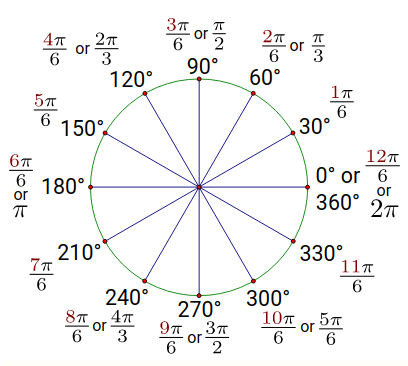 4π/6 or 2π/3
3π/6 or π/2
2π/6 or π/3
90°
120°
60°
5π/6
150°
1π/6
30°
6π/6 or π
180°
0° or 360°
12π/6 or 2π
7π/6
210°
330°
11π/6
240°
270°
300°
8π/6 or 4π/3
9π/6 or 3π/2
10π/6 or 5π/6